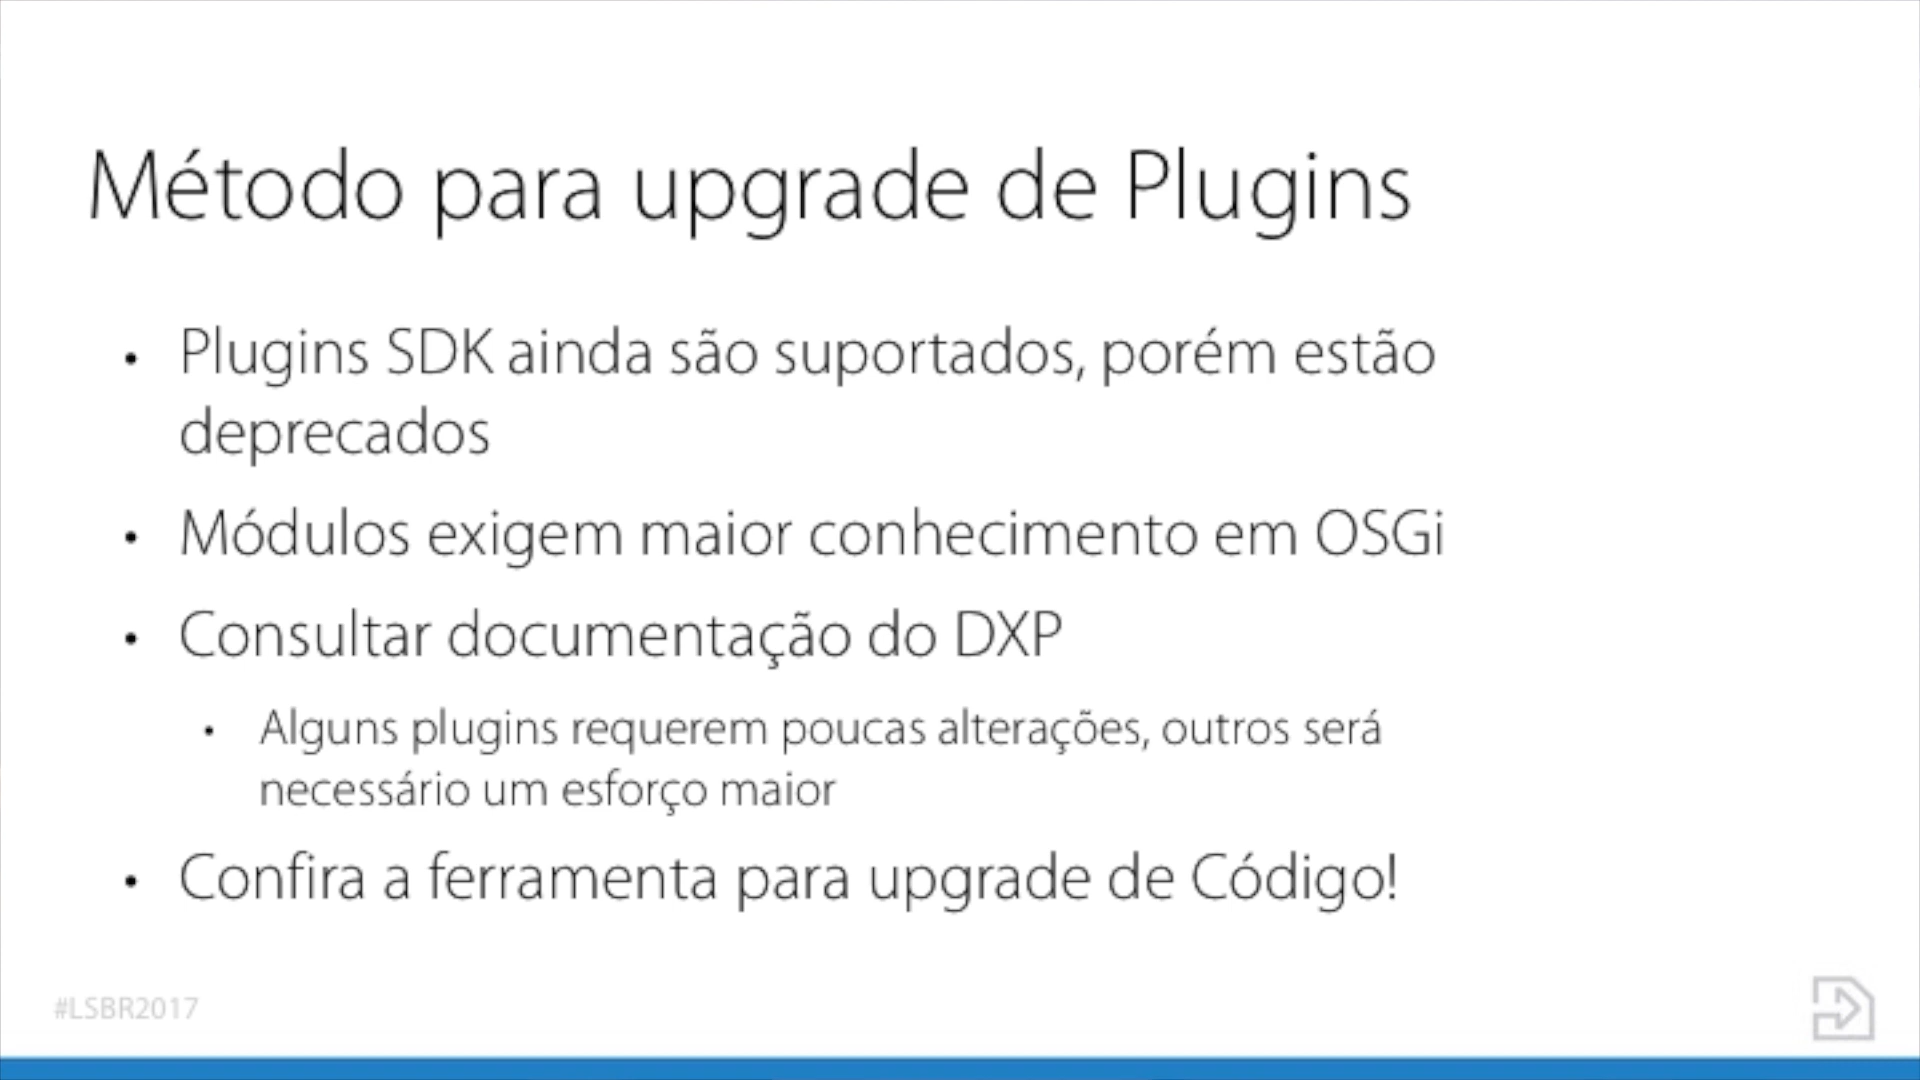 Método para upgrade de Plugins
• Plugins SDK ainda são suportados, porém estão
deprecados
• Módulos exigem maior conhecimento em OSGi
• Consultar documentação do DXP
• Alguns plugins requerem poucas alterações, outros será
necessário um esforço maior
• Confira a ferramenta para upgrade de Código!
#LSBR2017